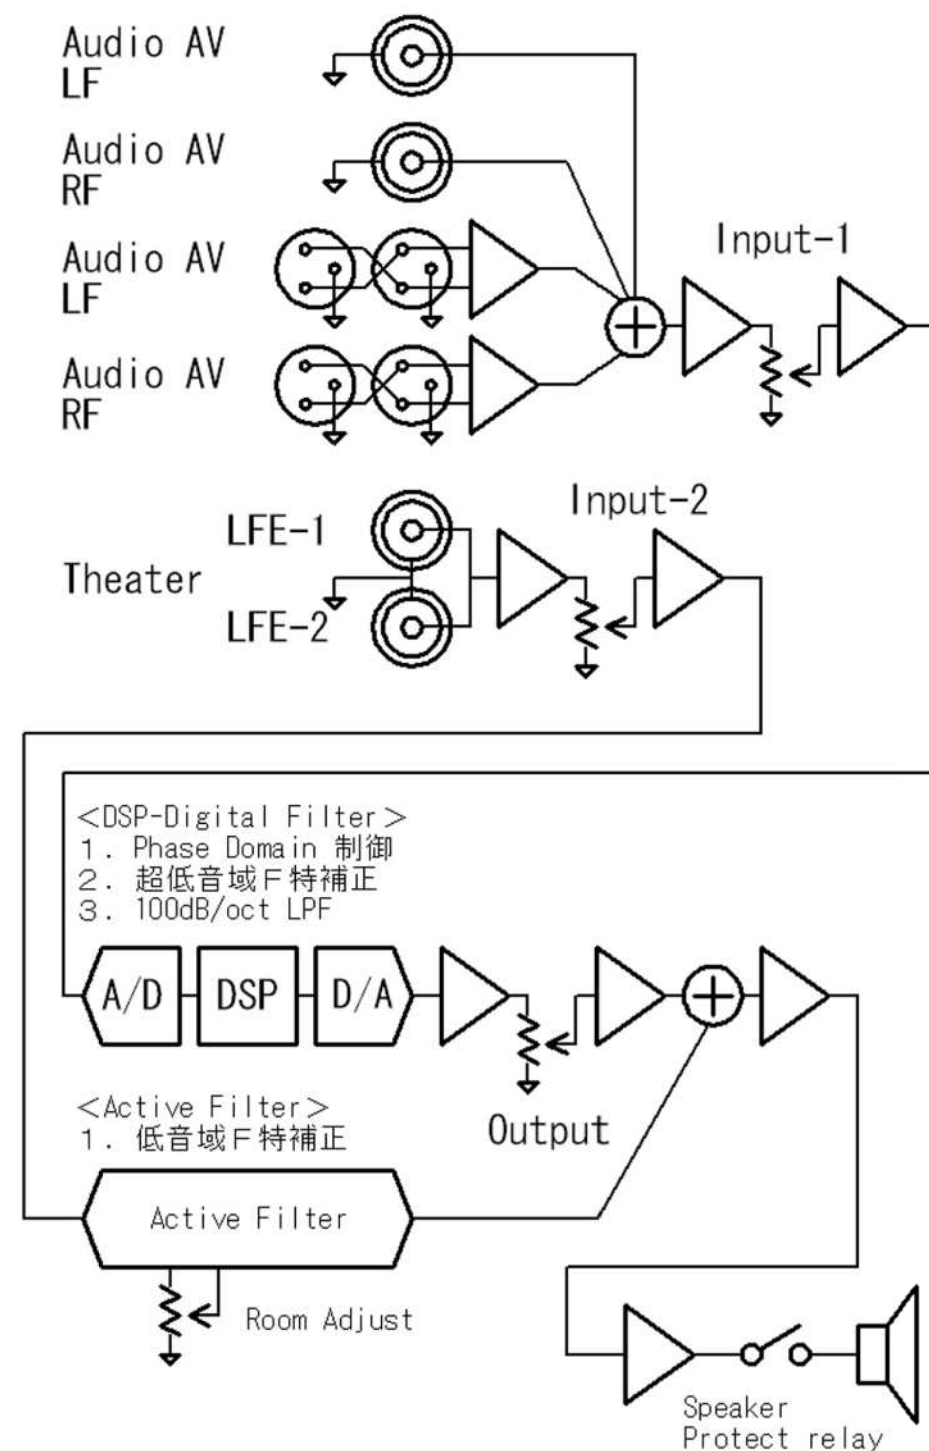 Audio AV
LF
Audio AV
RF
Audio AV
LF
Input-1
Audio AV
RF
Input-2
LFE-1
Theater
LFE-2
<DSP-Digital Filter>
1. Phase Domain 制御
2. 超低音域F特補正
3. 100dB/oct LPF
A/D
DSP
D/A
<Active Filter>
1. 低音域F特補正
Output
Active Filter
Room Adjust
Speaker
Protect relay